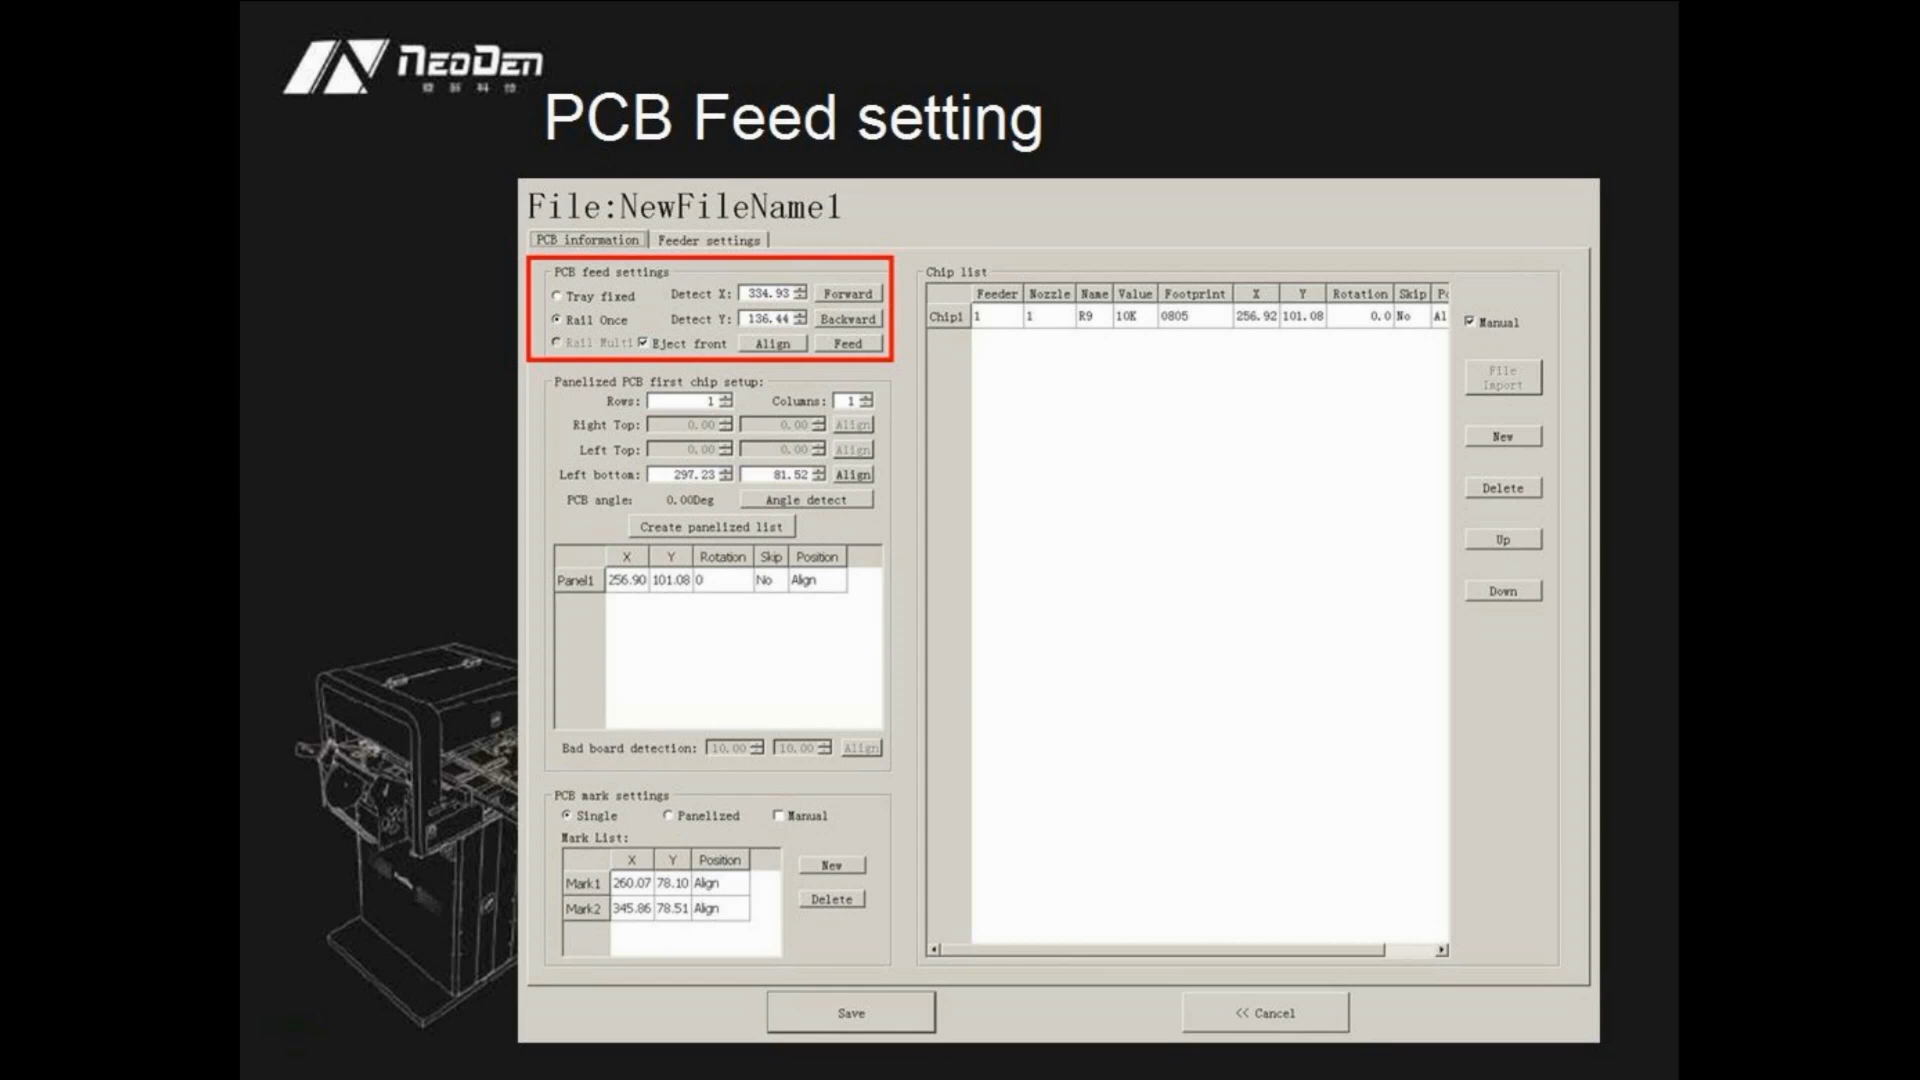 NEODEN
PCB Feed setting
File:NewFileName1
PCB information Feeder settings
PCB feed settings
Tray fixed Detect X: 334.93 Forward
Rail Once Detect Y: 136.44 Backward
Rail Multi Eject front Align Feed
Panelized PCB first chip setup:
Rows: 1 Columns: 1
Right Top: 0.00 0.00 Align
Left Top: 0.00 0.00 Align
Left bottom: 297.23 81.52 Align
PCB angle: 0.00Deg Angle detect
Create panelized list
X Y Rotation Skip Position
Panel1 256.90 101.08 0 No Align
Bad board detection: 10.00 10.00 Align
PCB mark settings
Single Panelized Manual
Mark List:
X Y Position
Mark1 260.07 78.10 Align
Mark2 345.86 78.51 Align
New
Delete
Chip list
Feeder Nozzle Name Value Footprint X Y Rotation Skip Po
Chip1 1 1 R9 10K 0805 256.92 101.08 0.0 No Al
Manual
File
Import
New
Delete
Up
Down
Save
<< Cancel